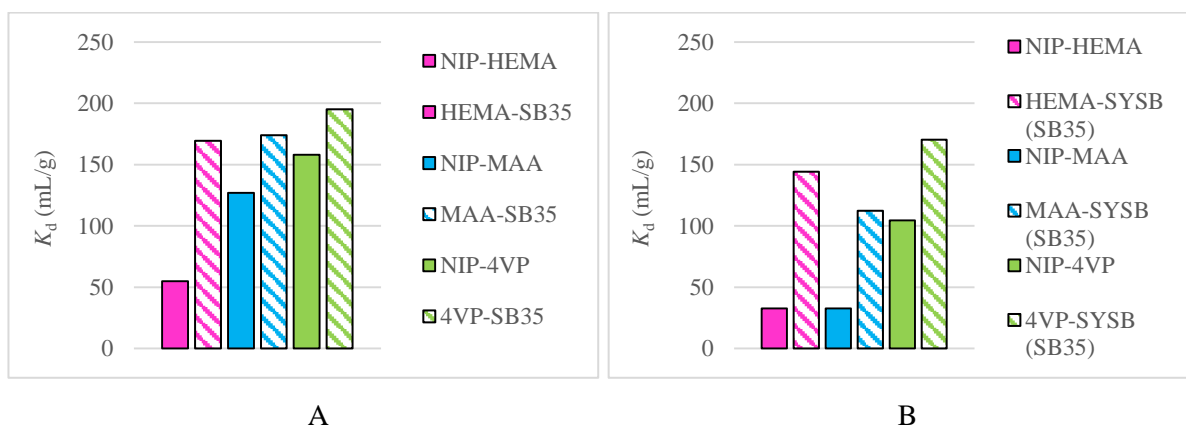 250
200
150
100
50
0
Kd (mL/g)
NIP-HEMA
HEMA-SB35
NIP-MAA
MAA-SB35
NIP-4VP
4VP-SB35
A
250
200
150
100
50
0
Kd (mL/g)
NIP-HEMA
HEMA-SYSB
(SB35)
NIP-MAA
MAA-SYSB
(SB35)
NIP-4VP
4VP-SYSB
(SB35)
B